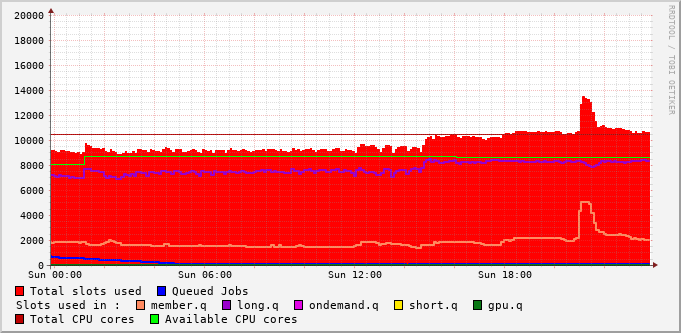 20000
18000
16000
14000
12000
10000
8000
6000
4000
2000
0
Sun 00:00 Sun 06:00 Sun 12:00 Sun 18:00
RRDTOOL / TOBI OETIKER
Total slots used Queued Jobs
Slots used in : member.q long.q ondemand.q short.q gpu.q
Total CPU cores Available CPU cores